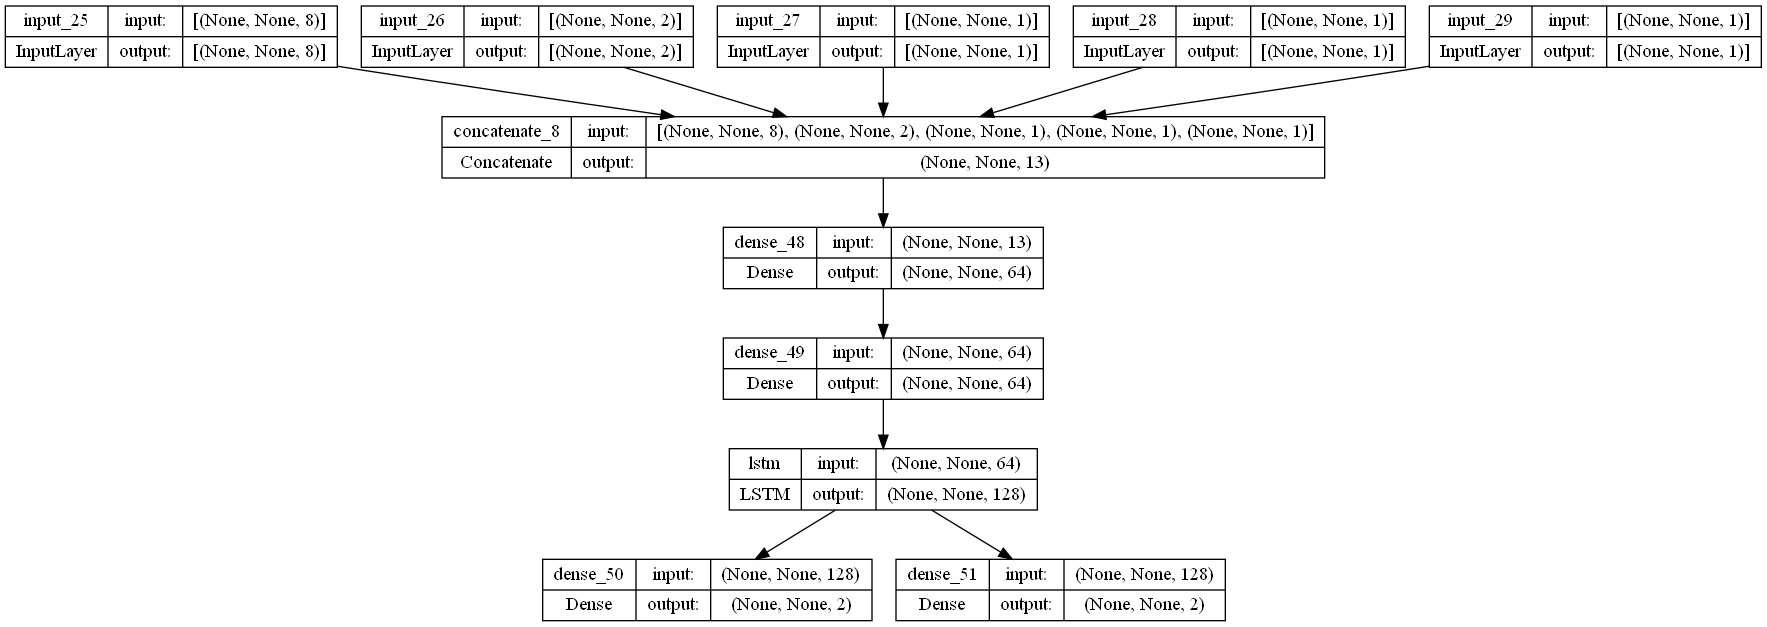 input_25 input: [(None, None, 8)]
InputLayer output: [(None, None, 8)]
input_26 input: [(None, None, 2)]
InputLayer output: [(None, None, 2)]
input_27 input: [(None, None, 1)]
InputLayer output: [(None, None, 1)]
input_28 input: [(None, None, 1)]
InputLayer output: [(None, None, 1)]
input_29 input: [(None, None, 1)]
InputLayer output: [(None, None, 1)]
concatenate_8 input: [(None, None, 8), (None, None, 2), (None, None, 1), (None, None, 1), (None, None, 1)]
Concatenate output: (None, None, 13)
dense_48 input: (None, None, 13)
Dense output: (None, None, 64)
dense_49 input: (None, None, 64)
Dense output: (None, None, 64)
lstm input: (None, None, 64)
LSTM output: (None, None, 128)
dense_50 input: (None, None, 128)
Dense output: (None, None, 2)
dense_51 input: (None, None, 128)
Dense output: (None, None, 2)